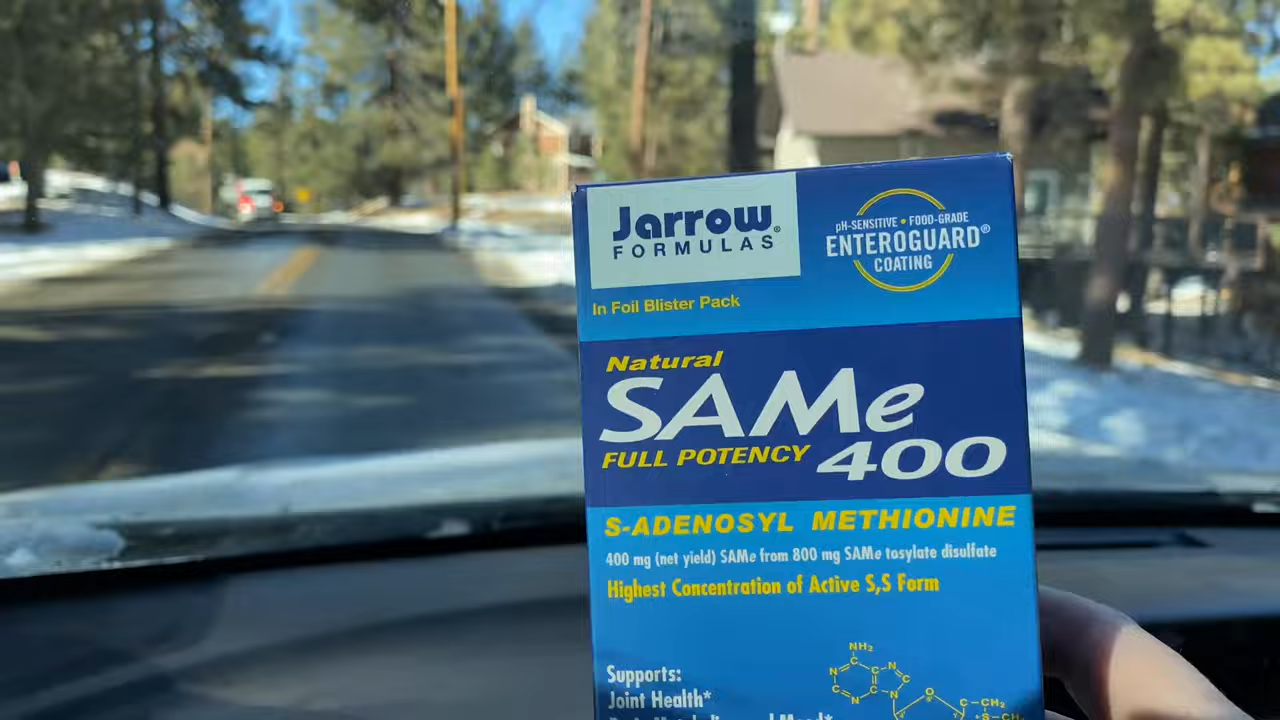 Jarrow®
FORMULAS
pH-SENSITIVE • FOOD-GRADE
ENTEROGUARD®
COATING
In Foil Blister Pack
Natural
SAMe
FULL POTENCY 400
S-ADENOSYL METHIONINE
400 mg (net yield) SAMe from 800 mg SAMe tosylate disulfate
Highest Concentration of Active S,S Form
Supports:
Joint Health*
NH₂
N
C
N
C
C
C
C
N
N
O
C-CH₂
+S-CH₃